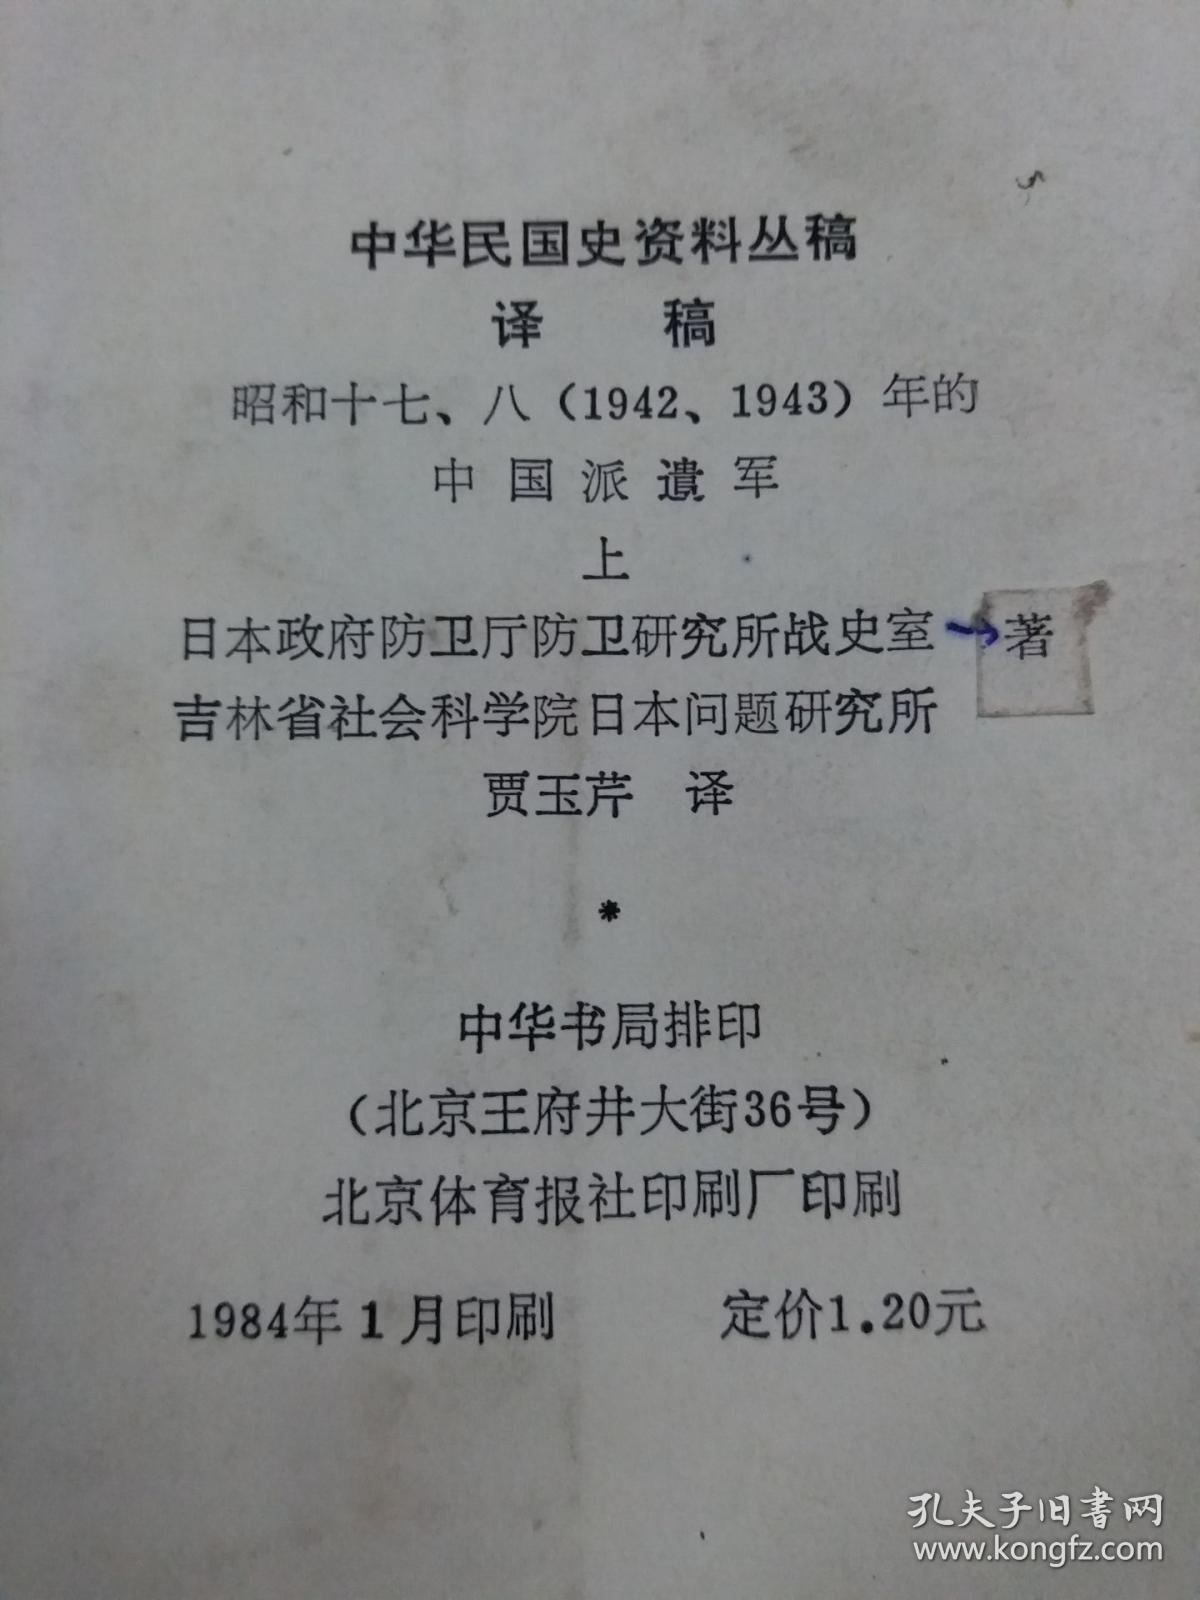 中华民国史资料丛稿
译 稿
昭和十七、八（1942、1943）年的
中国派遺军
上
日本政府防卫厅防卫研究所战史室 著
吉林省社会科学院日本问题研究所
贾玉芹 译
*
中华书局排印
（北京王府井大街36号）
北京体育报社印刷厂印刷
1984年1月印刷 定价1.20元
孔夫子旧书网
www.kongfz.com